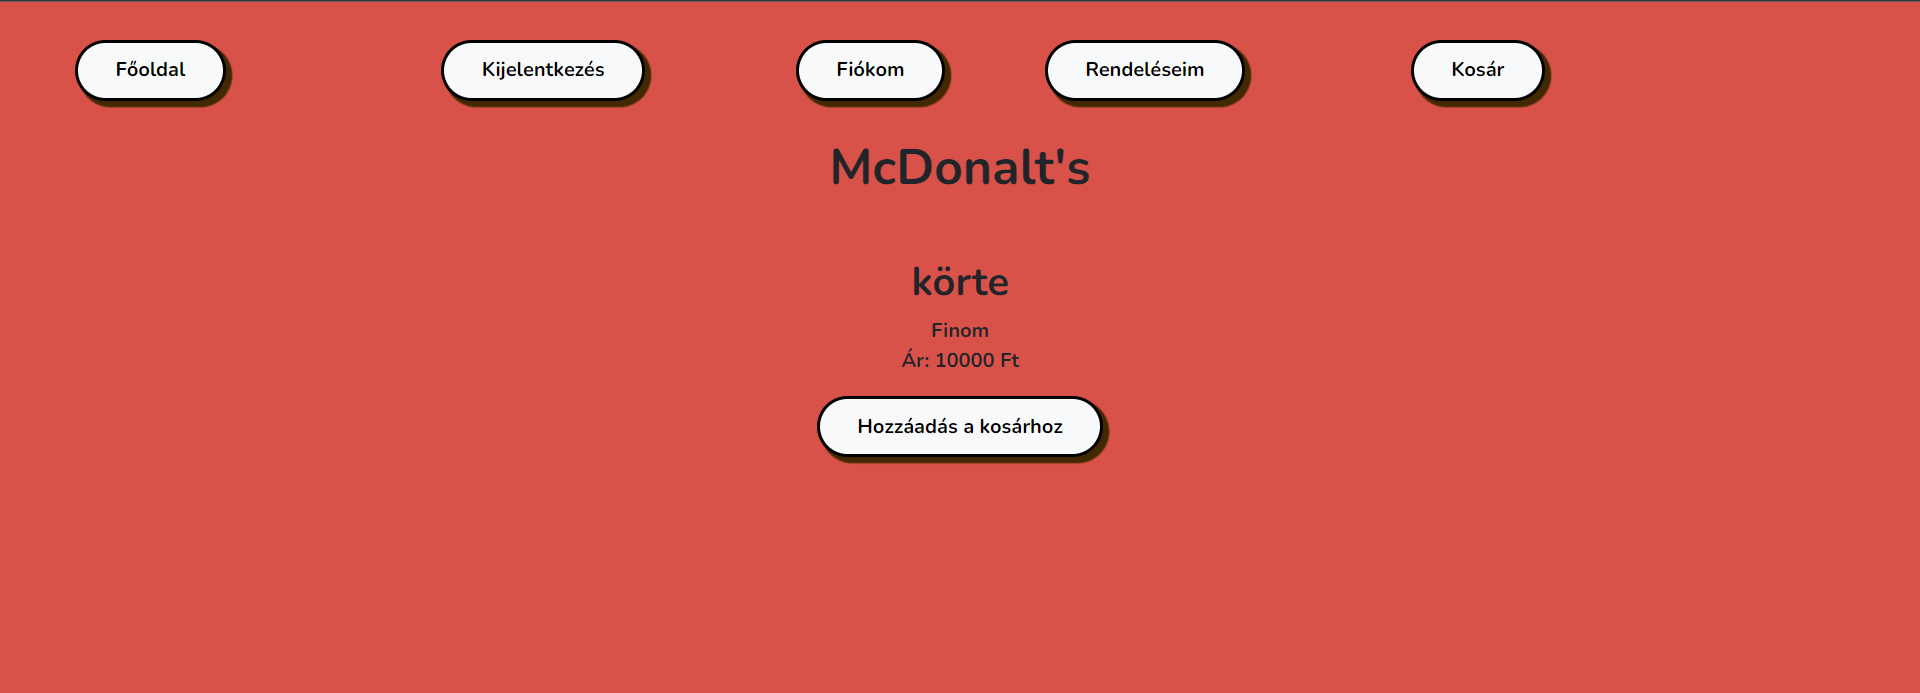 Főoldal
Kijelentkezés
Fiókom
Rendeléseim
Kosár
McDonalt's
körte
Finom
Ár: 10000 Ft
Hozzáadás a kosárhoz